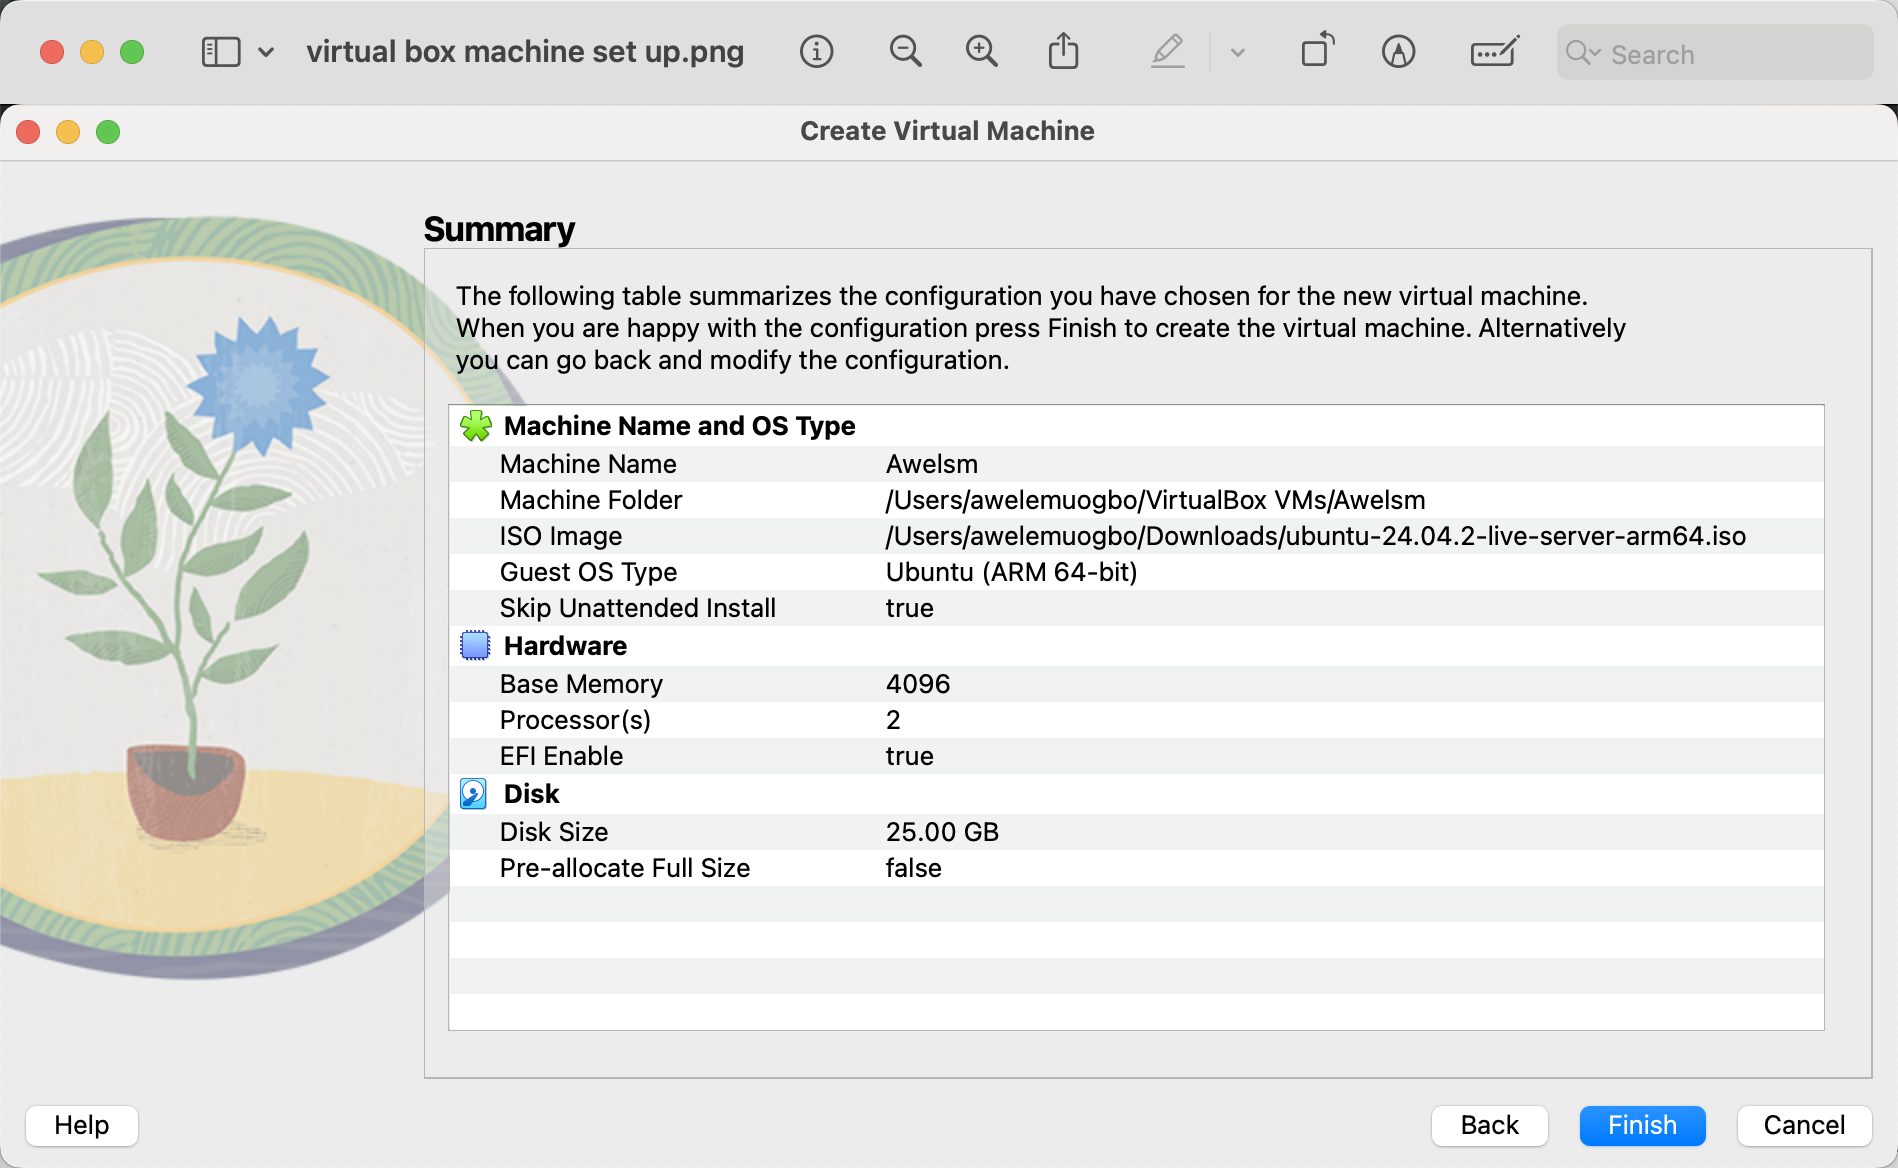 virtual box machine set up.png
Search
Create Virtual Machine
Summary
The following table summarizes the configuration you have chosen for the new virtual machine.
When you are happy with the configuration press Finish to create the virtual machine. Alternatively
you can go back and modify the configuration.
Machine Name and OS Type
Machine Name Awelsm
Machine Folder /Users/awelemuogbo/VirtualBox VMs/Awelsm
ISO Image /Users/awelemuogbo/Downloads/ubuntu-24.04.2-live-server-arm64.iso
Guest OS Type Ubuntu (ARM 64-bit)
Skip Unattended Install true
Hardware
Base Memory 4096
Processor(s) 2
EFI Enable true
Disk
Disk Size 25.00 GB
Pre-allocate Full Size false
Help Back Finish Cancel